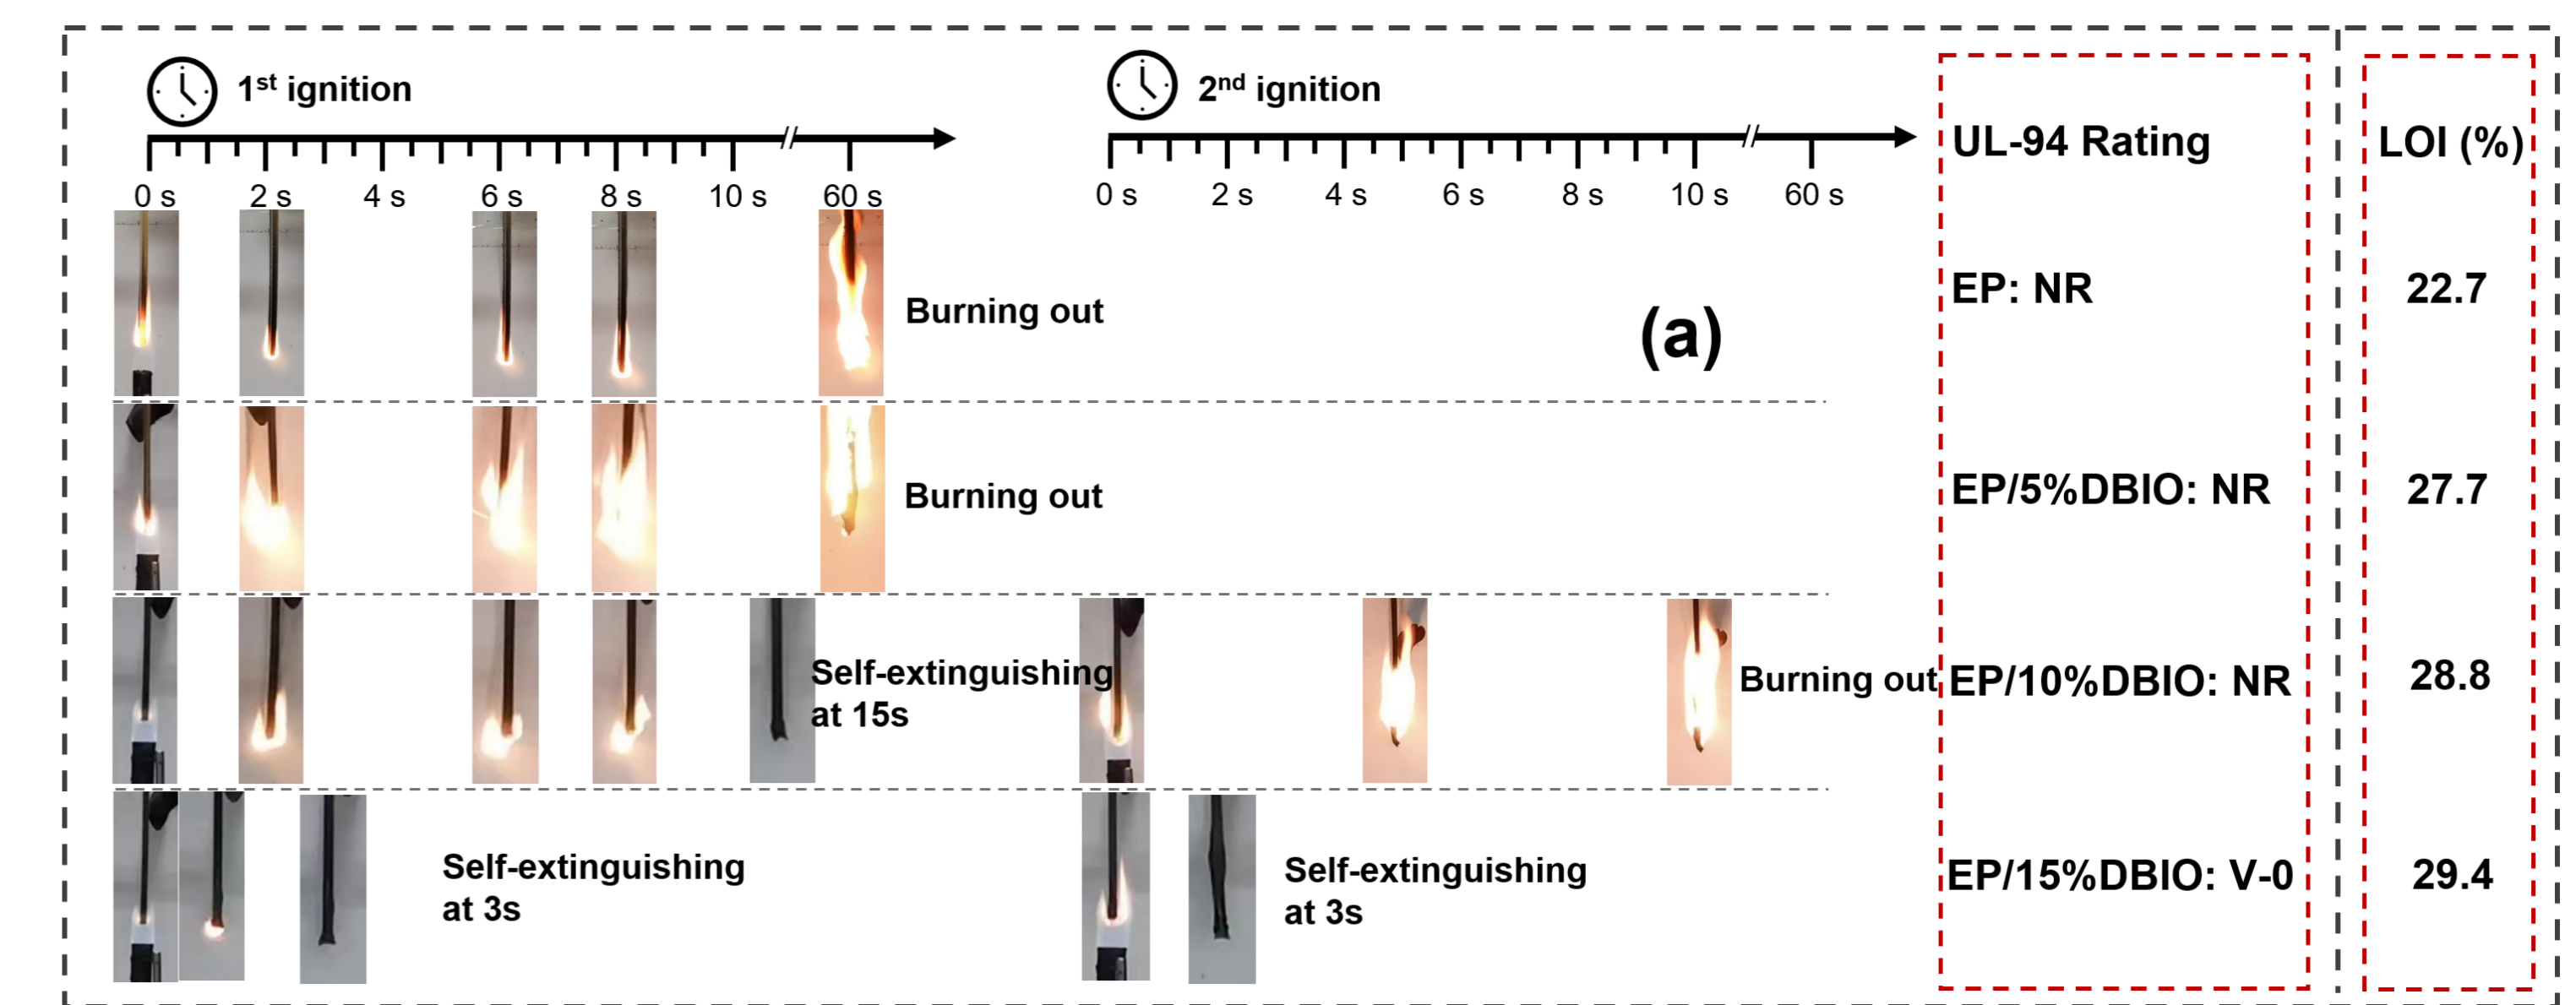 1st ignition
2nd ignition
UL-94 Rating
LOI (%)
0 s 2 s 4 s 6 s 8 s 10 s 60 s
0 s 2 s 4 s 6 s 8 s 10 s 60 s
Burning out
(a)
EP: NR
22.7
Burning out
EP/5%DBIO: NR
27.7
Self-extinguishing
at 15s
Burning out
EP/10%DBIO: NR
28.8
Self-extinguishing
at 3s
Self-extinguishing
at 3s
EP/15%DBIO: V-0
29.4